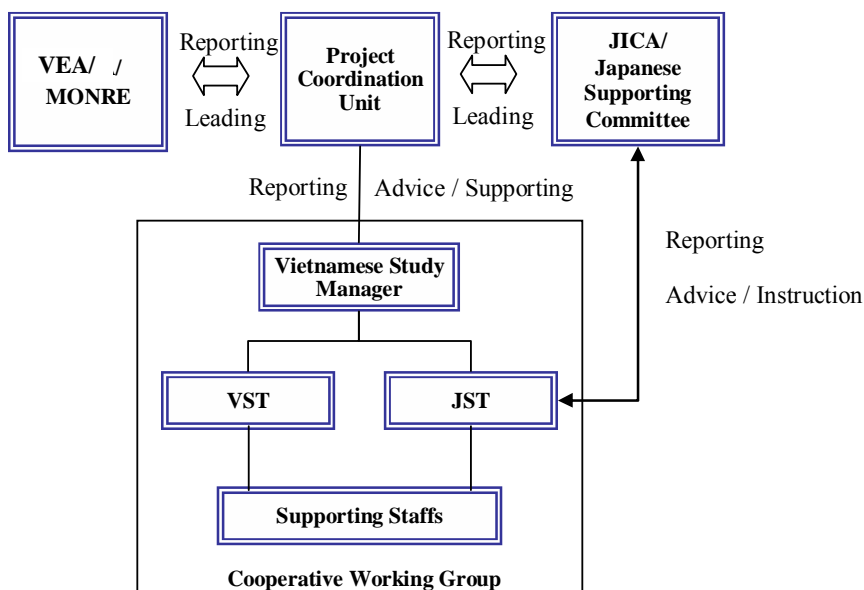 VEA/ ./
MONRE
Reporting
Leading
Project
Coordination
Unit
Reporting
Leading
JICA/
Japanese
Supporting
Committee
Reporting
Advice / Supporting
Reporting
Advice / Instruction
Vietnamese Study
Manager
VST
JST
Supporting Staffs
Cooperative Working Group